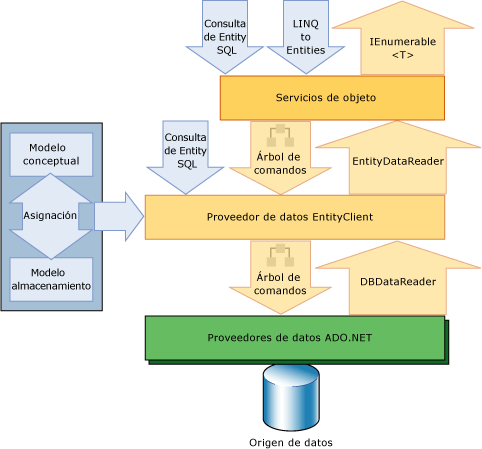 Consulta
de Entity
SQL
LINQ
to
Entities
IEnumerable
<T>
Servicios de objeto
Consulta
de Entity
SQL
Árbol de
comandos
EntityDataReader
Modelo
conceptual
Asignación
Modelo
almacenamiento
Proveedor de datos EntityClient
Árbol de
comandos
DBDataReader
Proveedores de datos ADO.NET
Origen de datos